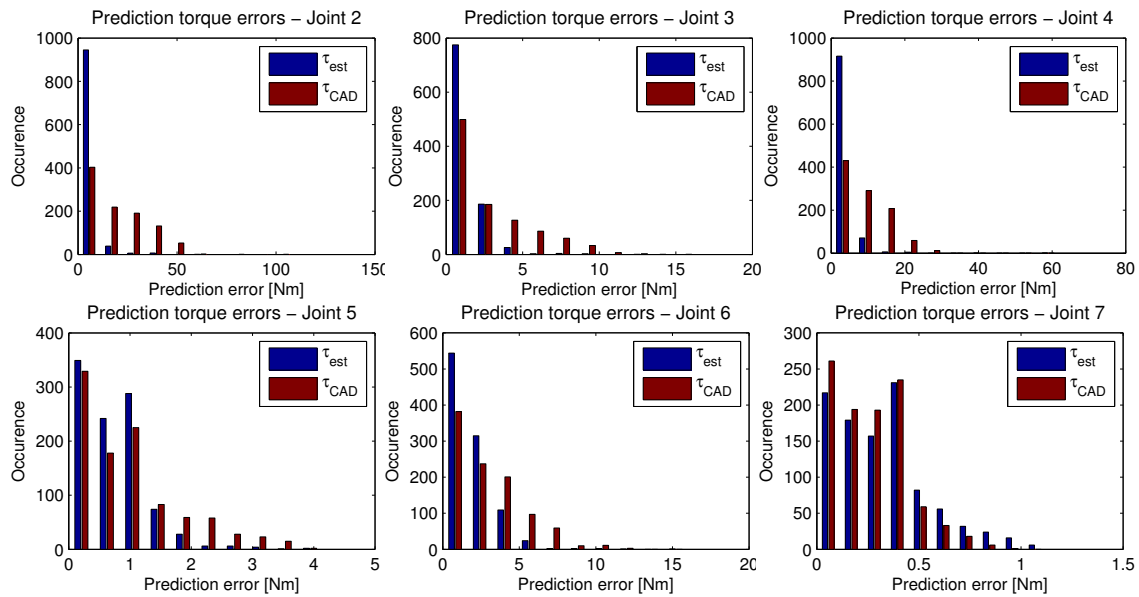 Prediction torque errors − Joint 2
1000
800
600
400
200
0
0 50 100 150
Occurence
Prediction error [Nm]
τest
τCAD
Prediction torque errors − Joint 3
800
600
400
200
0
0 5 10 15 20
Occurence
Prediction error [Nm]
τest
τCAD
Prediction torque errors − Joint 4
1000
800
600
400
200
0
0 20 40 60 80
Occurence
Prediction error [Nm]
τest
τCAD
Prediction torque errors − Joint 5
400
300
200
100
0
0 1 2 3 4 5
Occurence
Prediction error [Nm]
τest
τCAD
Prediction torque errors − Joint 6
600
500
400
300
200
100
0
0 5 10 15 20
Occurence
Prediction error [Nm]
τest
τCAD
Prediction torque errors − Joint 7
300
250
200
150
100
50
0
0 0.5 1 1.5
Occurence
Prediction error [Nm]
τest
τCAD